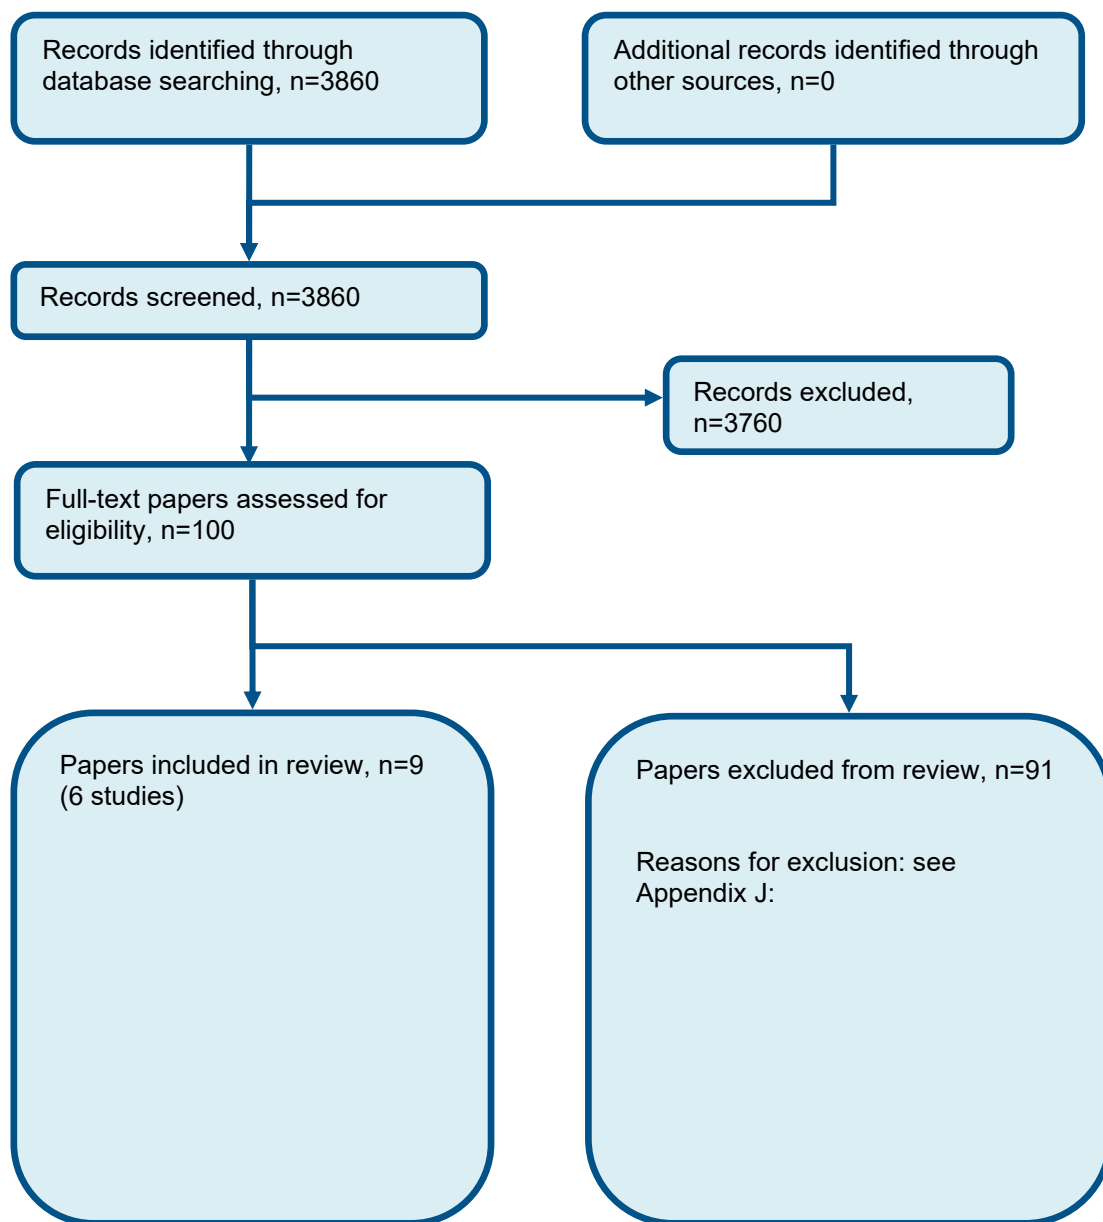 Records identified through
database searching, n=3860
Additional records identified through
other sources, n=0
Records screened, n=3860
Records excluded,
n=3760
Full-text papers assessed for
eligibility, n=100
Papers included in review, n=9
(6 studies)
Papers excluded from review, n=91
Reasons for exclusion: see
Appendix J: